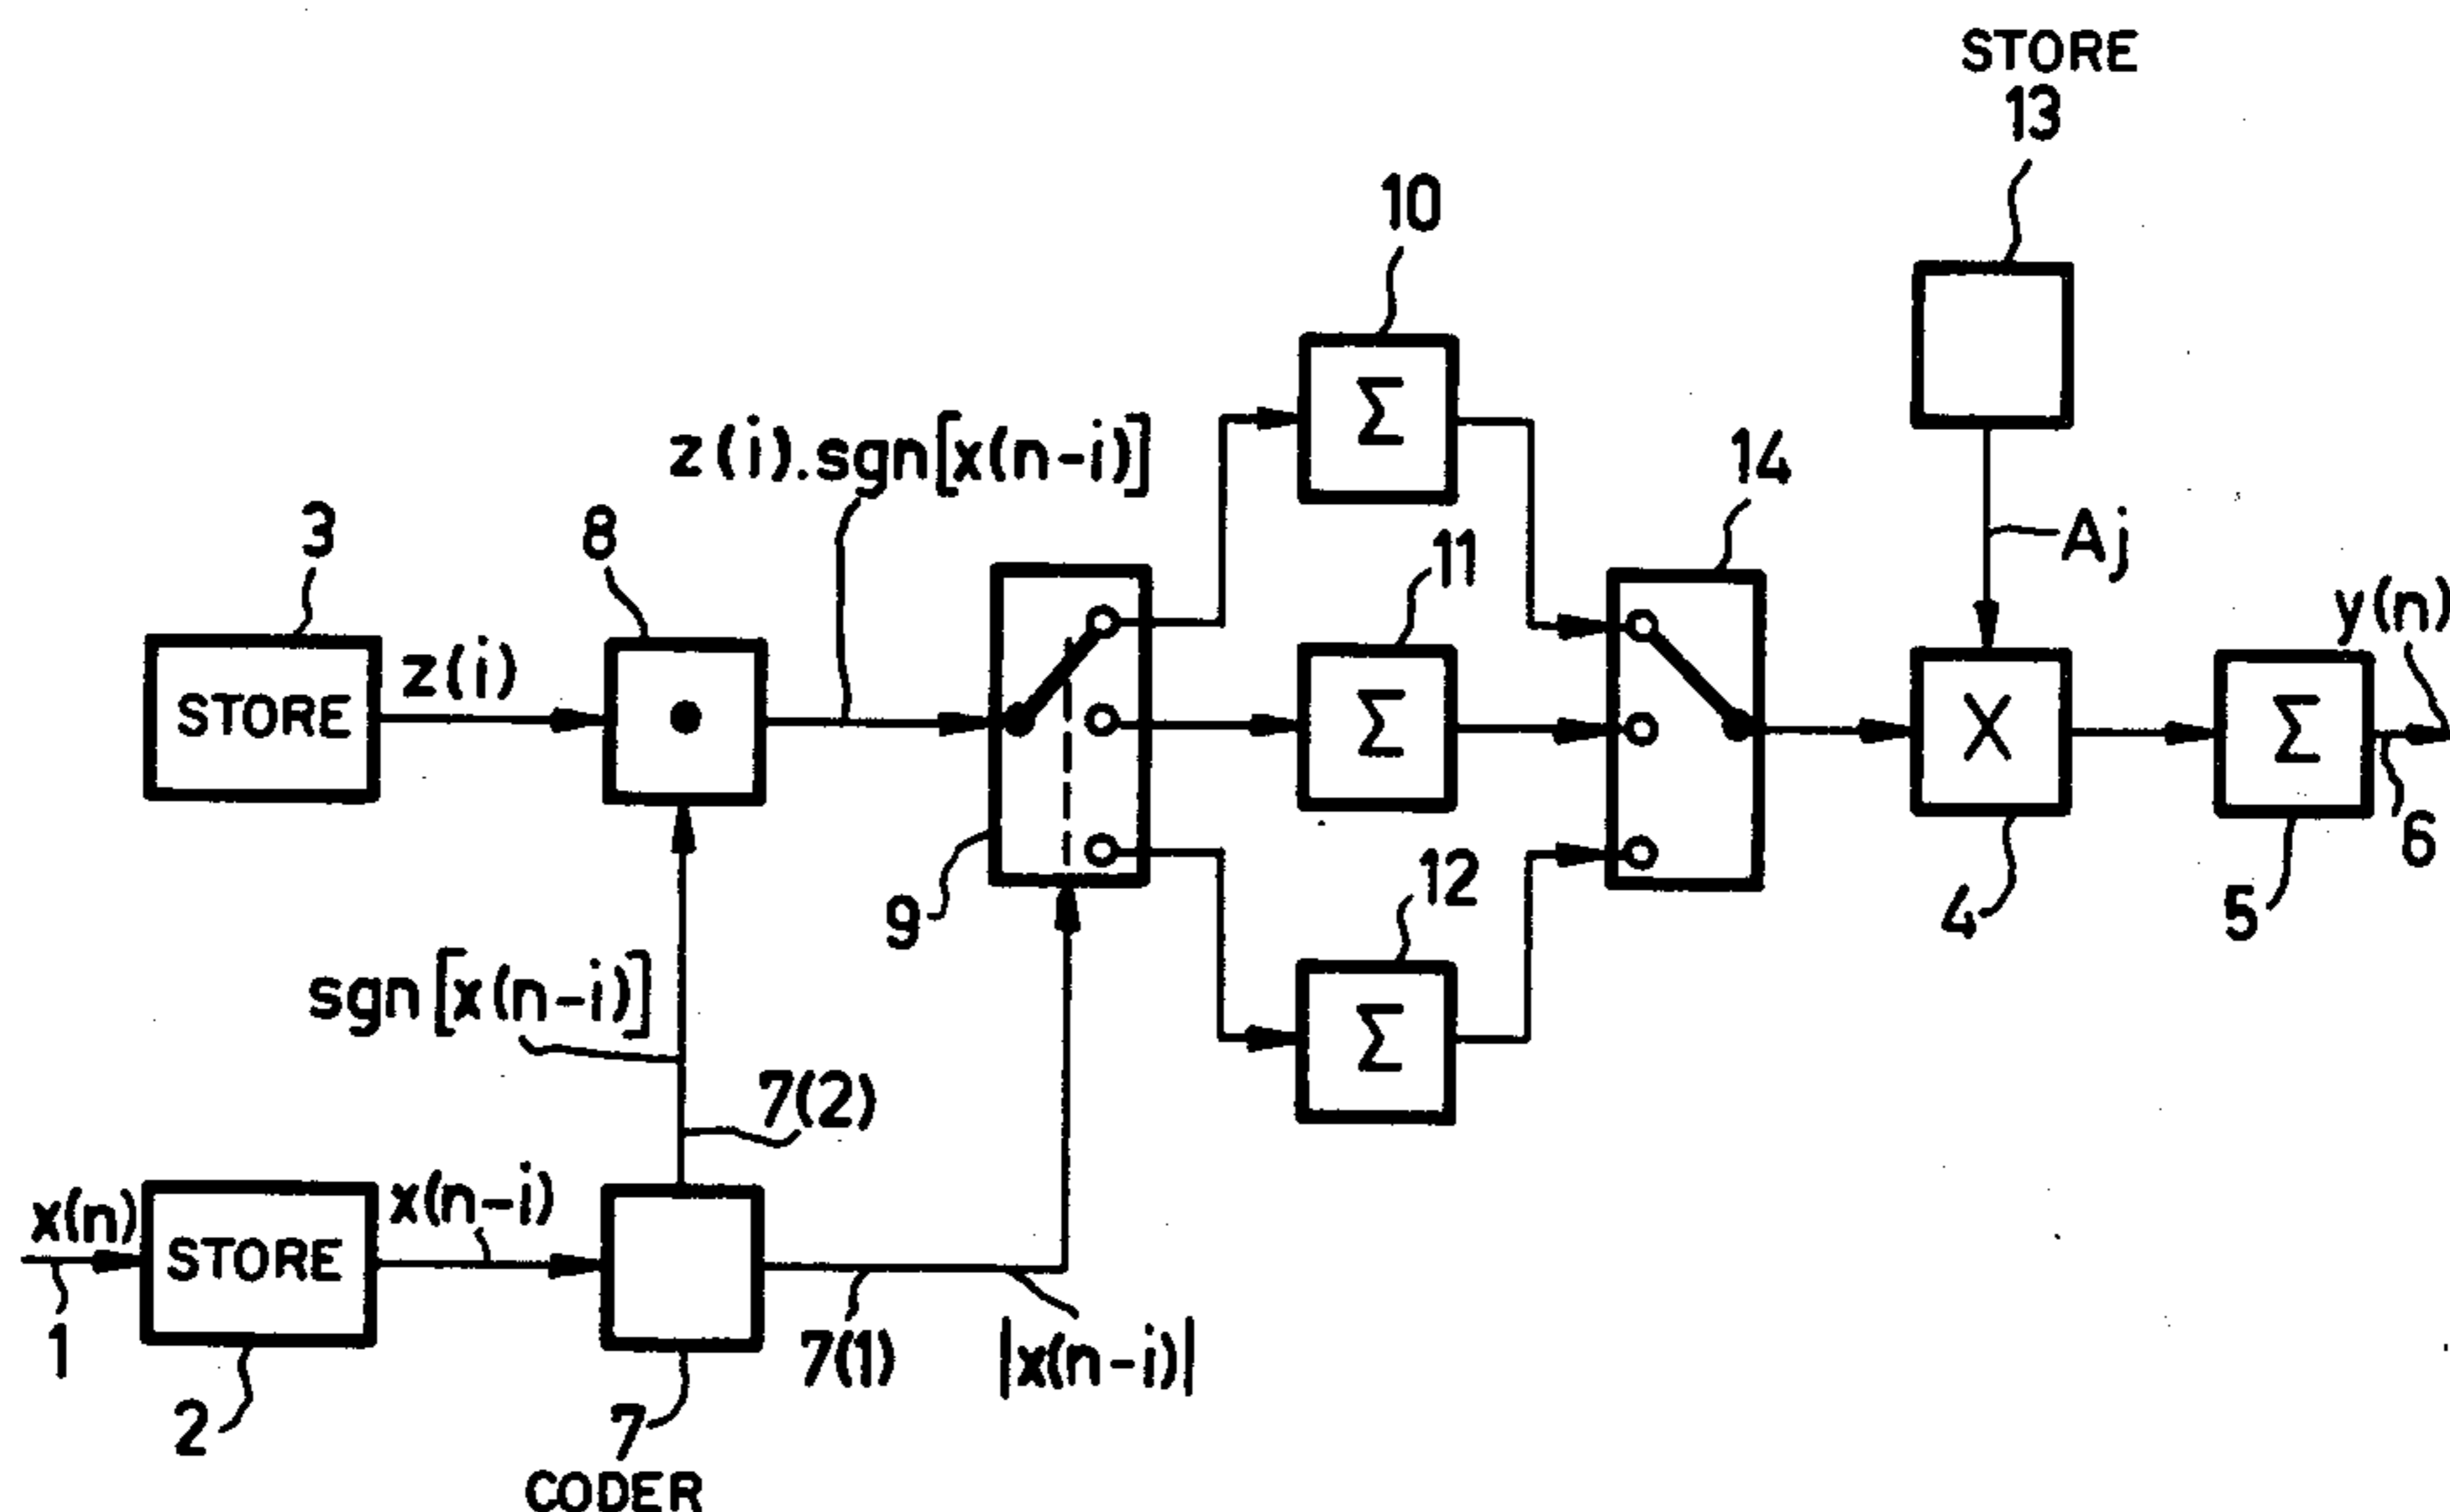 STORE
13
10
z(i).sgn[x(n-i)]
14
3
8
11
Aj
y(n)
z(i)
STORE
Σ
Σ
X
Σ
9
12
4
5
6
sgn[x(n-i)]
Σ
7(2)
x(n)
x(n-i)
STORE
1
7(1)
|x(n-i)|
2
7
CODER